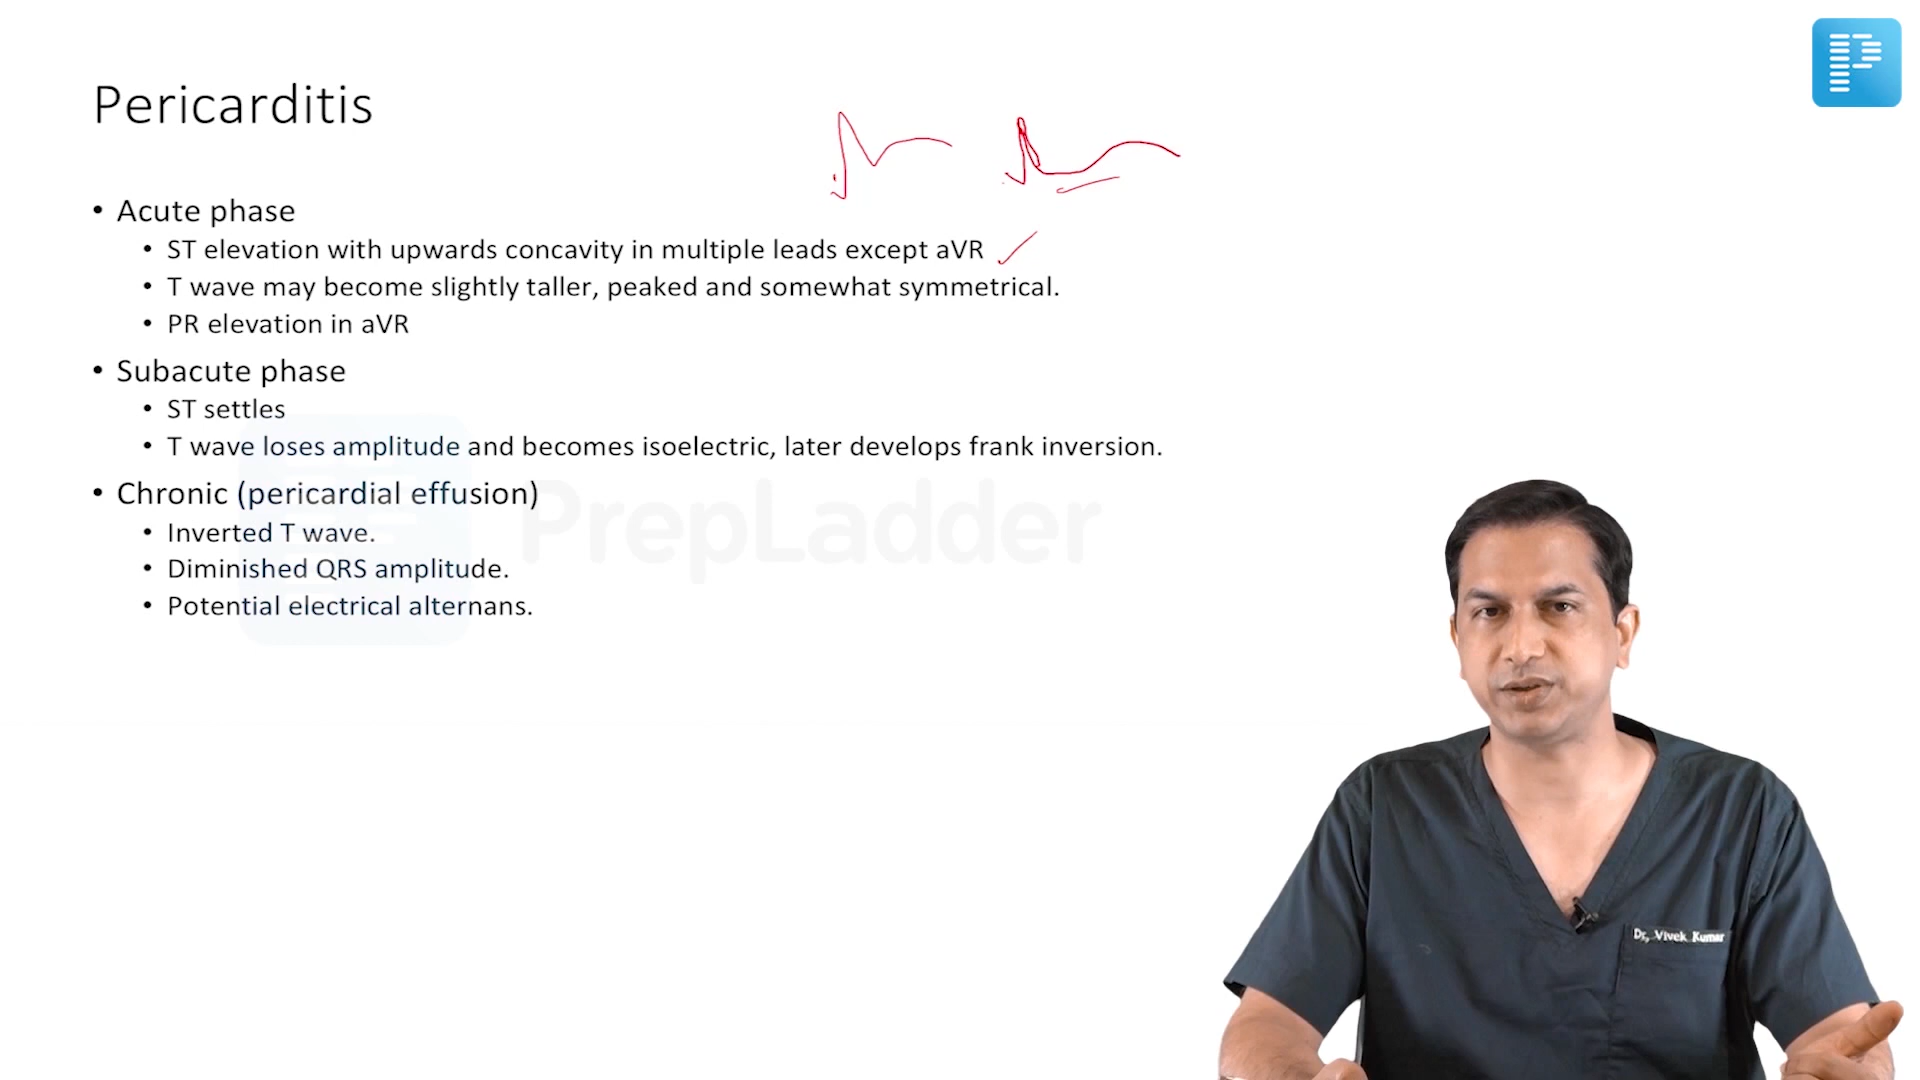 Pericarditis
• Acute phase
• ST elevation with upwards concavity in multiple leads except aVR
• T wave may become slightly taller, peaked and somewhat symmetrical.
• PR elevation in aVR
• Subacute phase
• ST settles
• T wave loses amplitude and becomes isoelectric, later develops frank inversion.
• Chronic (pericardial effusion)
• Inverted T wave.
• Diminished QRS amplitude.
• Potential electrical alternans.
PrepLadder
Dr. Vivek Kumar